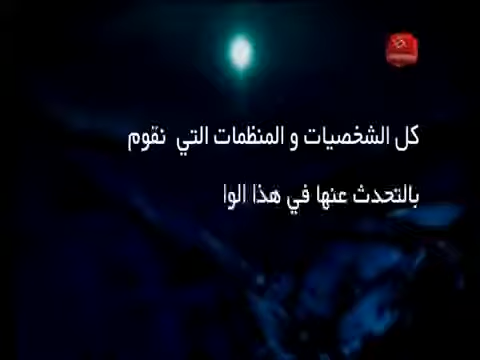 كل الشخصيات و المنظمات التي نقوم
بالتحدث عنها في هذا الوا